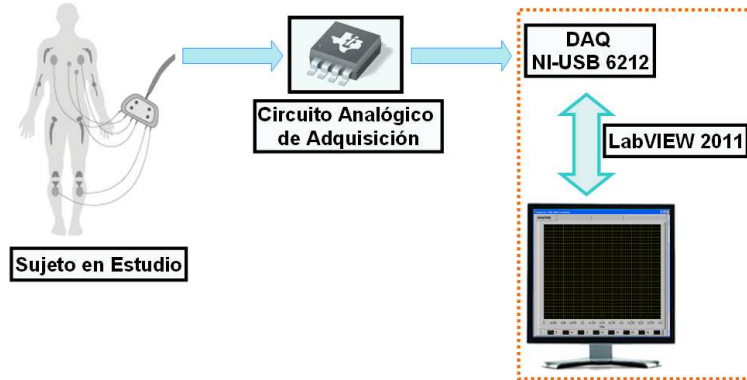 DAQ
NI-USB 6212
Circuito Analógico
de Adquisición
LabVIEW 2011
Sujeto en Estudio